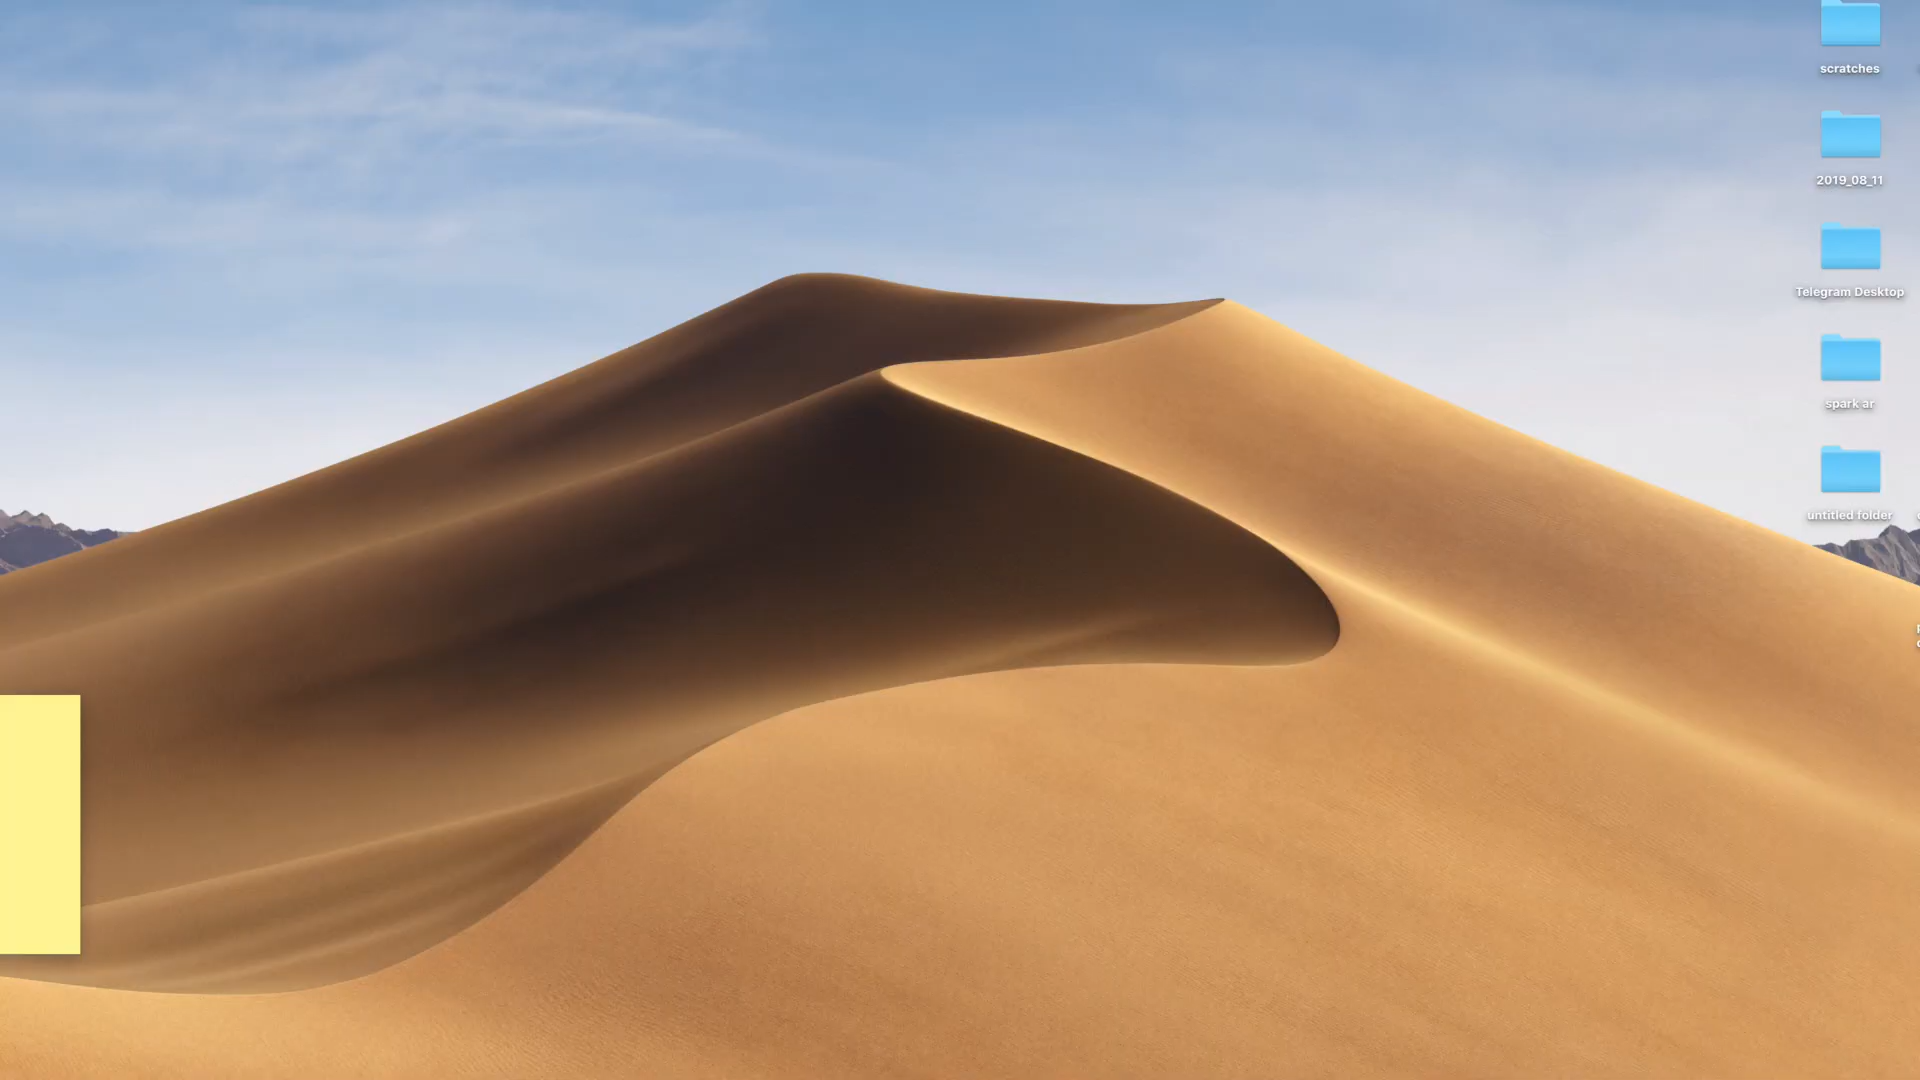 scratches
2019_08_11
Telegram Desktop
spark ar
untitled folder